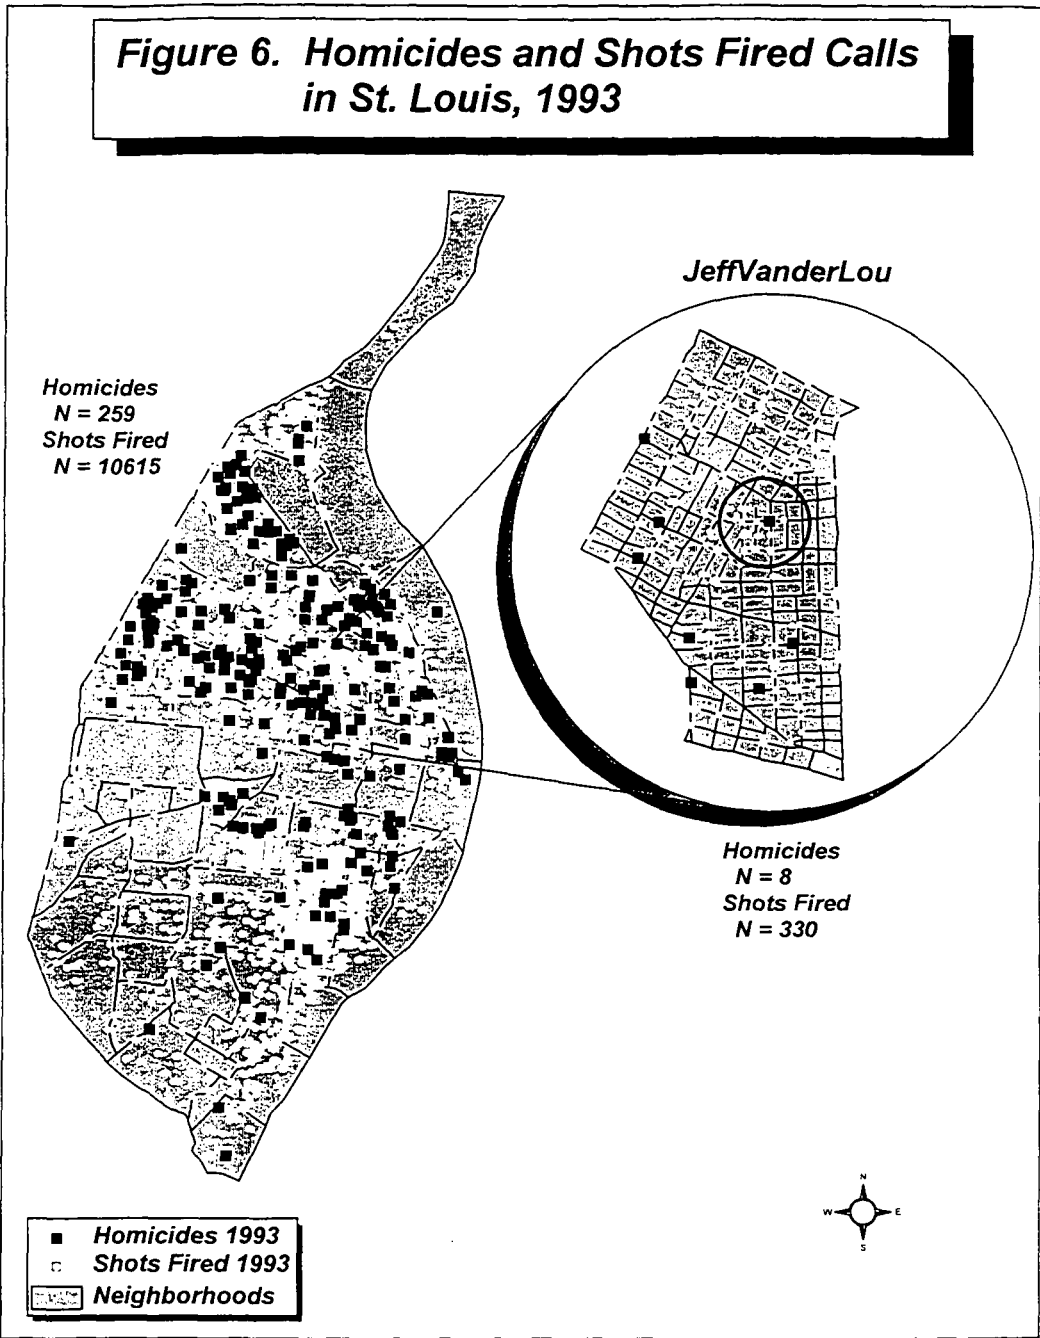 Figure 6. Homicides and Shots Fired Calls
in St. Louis, 1993
JeffVanderLou
Homicides
N = 259
Shots Fired
N = 10615
Homicides
N = 8
Shots Fired
N = 330
N
W E
S
Homicides 1993
Shots Fired 1993
Neighborhoods